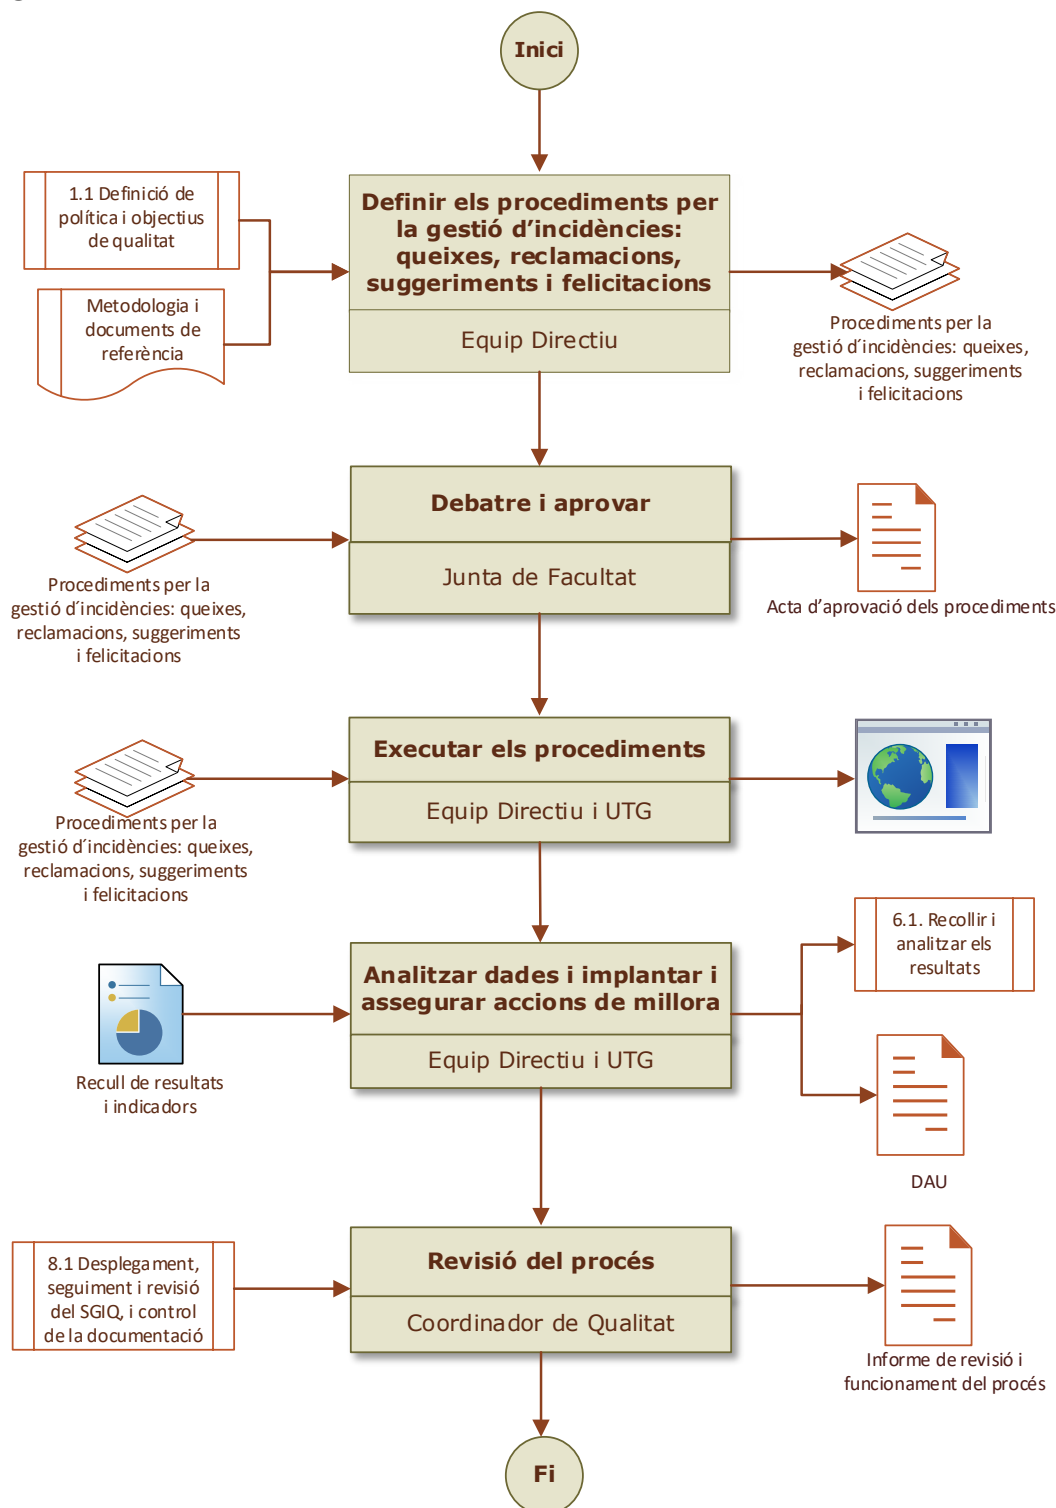 Inici
1.1 Definició de
política i objectius
de qualitat
Metodologia i
documents de
referència
Definir els procediments per
la gestió d'incidències:
queixes, reclamacions,
suggeriments i felicitacions
Equip Directiu
Procediments per la
gestió d´incidències: queixes,
reclamacions, suggeriments
i felicitacions
Procediments per la
gestió d´incidències: queixes,
reclamacions, suggeriments
i felicitacions
Debatre i aprovar
Junta de Facultat
Acta d'aprovació dels procediments
Procediments per la
gestió d´incidències: queixes,
reclamacions, suggeriments
i felicitacions
Executar els procediments
Equip Directiu i UTG
Recull de resultats
i indicadors
Analitzar dades i implantar i
assegurar accions de millora
Equip Directiu i UTG
6.1. Recollir i
analitzar els
resultats
DAU
8.1 Desplegament,
seguiment i revisió
del SGIQ, i control
de la documentació
Revisió del procés
Coordinador de Qualitat
Informe de revisió i
funcionament del procés
Fi